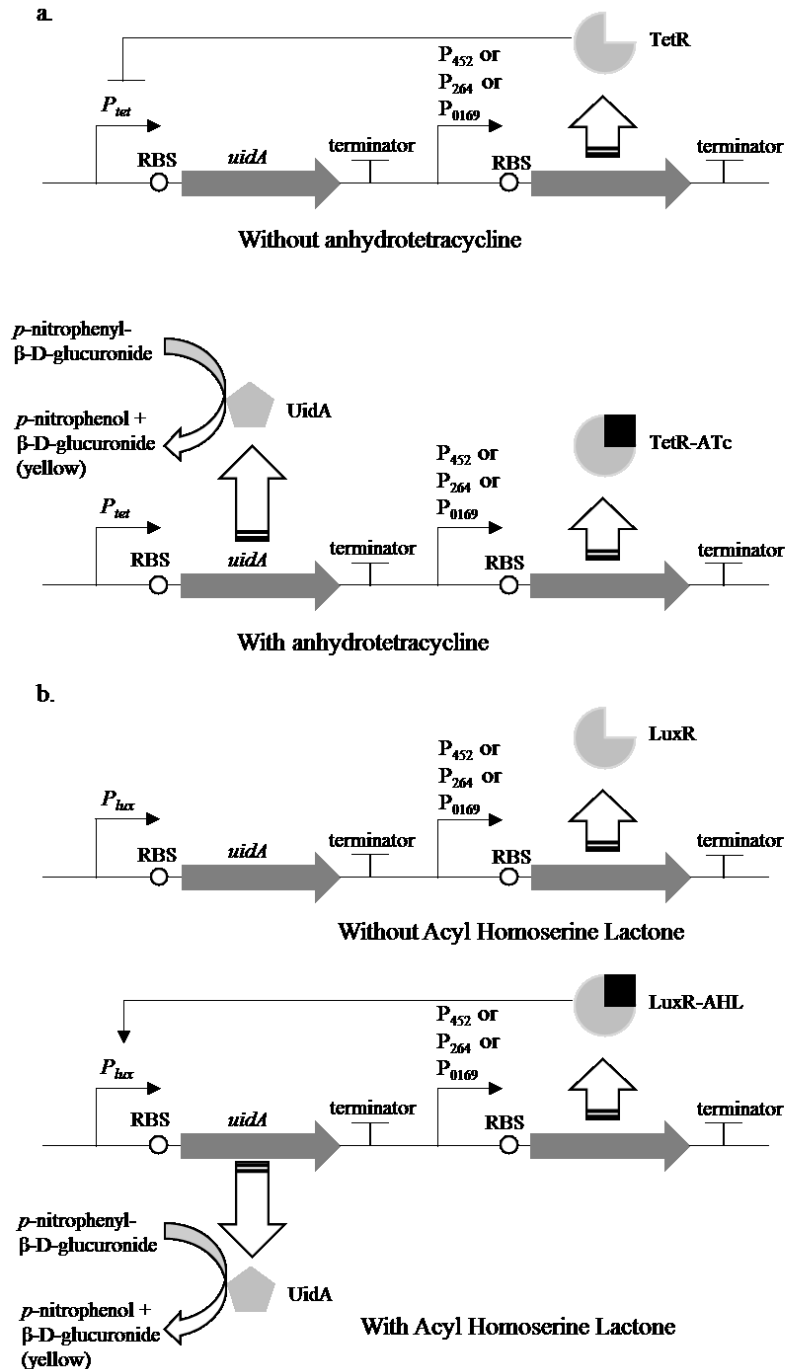 a.
TetR
P452 or
P264 or
P0169
Ptet
terminator
terminator
RBS
uidA
RBS
Without anhydrotetracycline
p-nitrophenyl-
β-D-glucuronide
UidA
p-nitrophenol +
β-D-glucuronide
(yellow)
TetR-ATc
P452 or
P264 or
P0169
Ptet
terminator
terminator
RBS
uidA
RBS
With anhydrotetracycline
b.
LuxR
P452 or
P264 or
P0169
Plux
terminator
terminator
RBS
uidA
RBS
Without Acyl Homoserine Lactone
LuxR-AHL
P452 or
P264 or
P0169
Plux
terminator
terminator
RBS
uidA
RBS
p-nitrophenyl-
β-D-glucuronide
UidA
p-nitrophenol +
β-D-glucuronide
(yellow)
With Acyl Homoserine Lactone